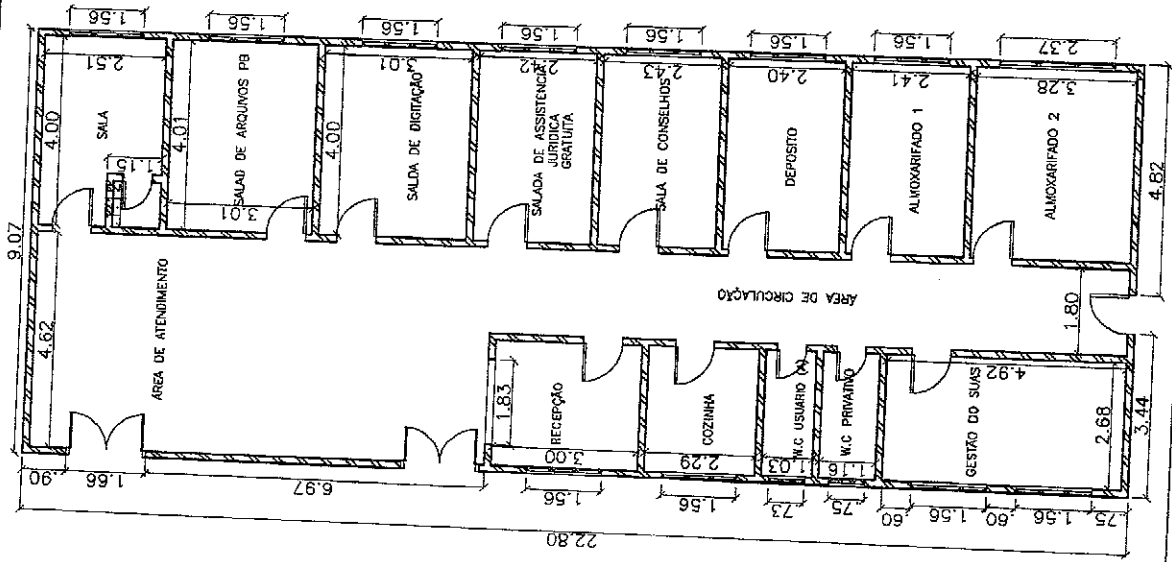 1.56
1.56
1.56
1.56
1.56
1.56
1.56
2.37
2.51
3.01
2.42
2.43
2.40
2.41
3.28
9.07
4.00
SALA
1.15
4.01
SALAD DE ARQUIVOS PB
3.01
4.00
SALDA DE DIGITAÇÃO
SALADA DE ASSISTENCIA
JURIDICA
GRATUITA
SALA DE CONSELHOS
DEPOSITO
ALMOXARIFADO 1
ALMOXARIFADO 2
4.82
4.62
ÁREA DE ATENDIMENTO
ÁREA DE CIRCULAÇÃO
1.80
1.83
RECEPÇÃO
3.00
COZINHA
2.29
W.C USUARIO (A)
1.03
W.C PRIVATIVO
1.16
4.92
GESTÃO DO SUAS
2.68
3.44
.90
1.66
6.97
1.56
1.56
.73
.75
.60
1.56
.60
1.56
.75
22.80